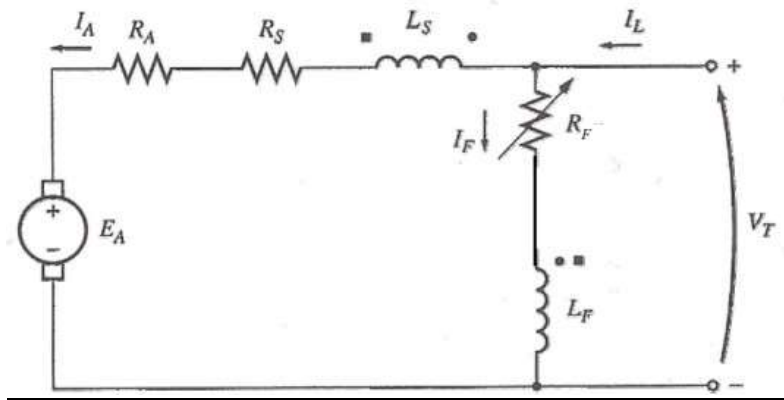 I_A R_A R_S L_S I_L
+
I_F R_F
+
− E_A V_T
L_F
−